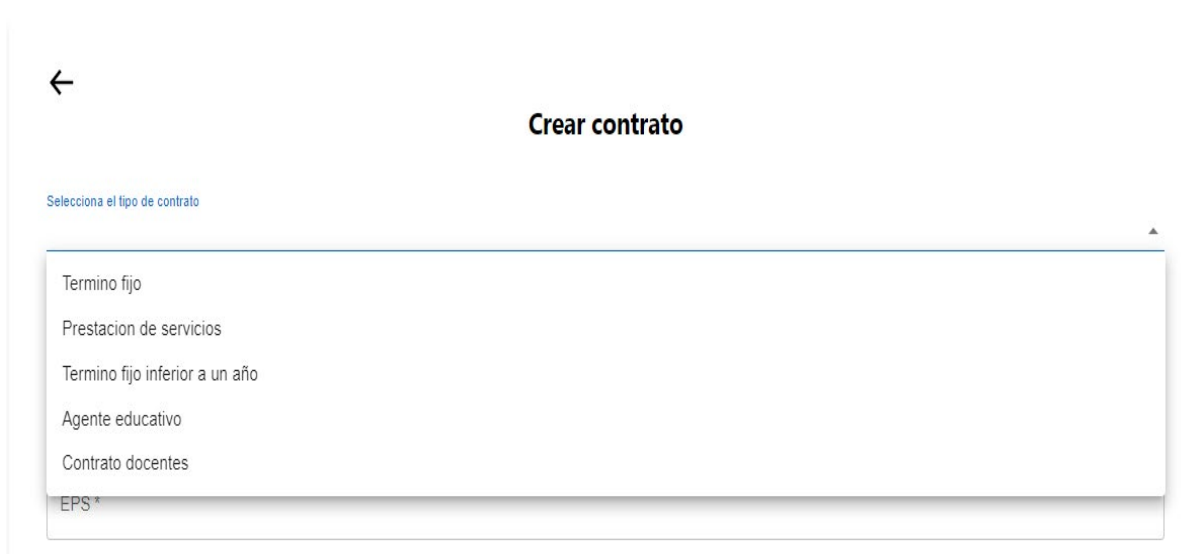 Crear contrato
Selecciona el tipo de contrato
Termino fijo
Prestacion de servicios
Termino fijo inferior a un año
Agente educativo
Contrato docentes
EPS *